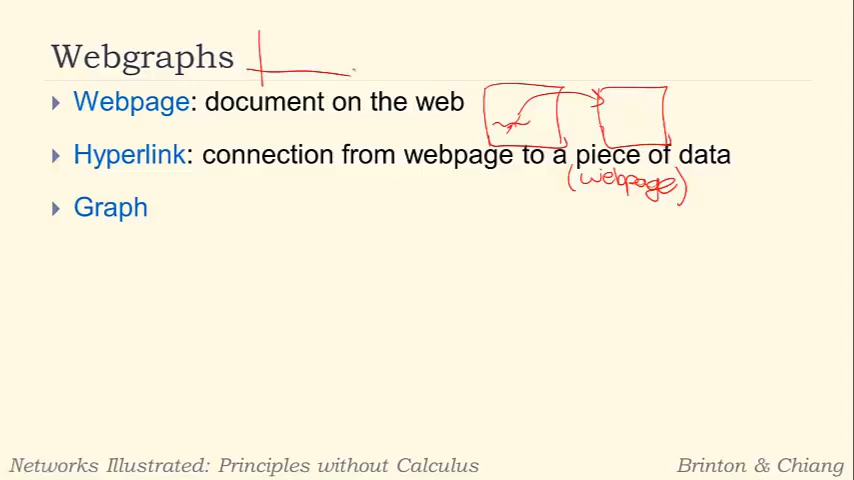 Webgraphs
Webpage: document on the web
Hyperlink: connection from webpage to a piece of data
(webpage)
Graph
Networks Illustrated: Principles without Calculus
Brinton & Chiang